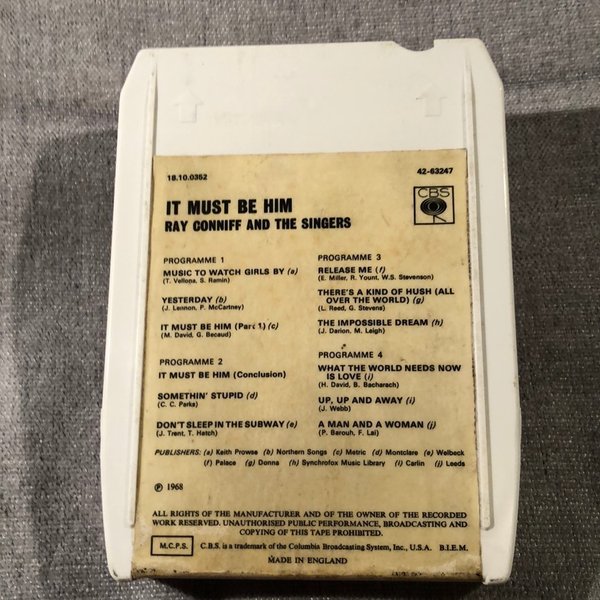 18.10.0352
42-63247
CBS
IT MUST BE HIM
RAY CONNIFF AND THE SINGERS
PROGRAMME 1
MUSIC TO WATCH GIRLS BY (a)
(T. Vellona, S. Ramin)
YESTERDAY (b)
(J. Lennon, P. McCartney)
IT MUST BE HIM (Part 1) (c)
(M. David, G. Becaud)
PROGRAMME 2
IT MUST BE HIM (Conclusion)
SOMETHIN' STUPID (d)
(C. C. Parks)
DON'T SLEEP IN THE SUBWAY (e)
(J. Trent, T. Hatch)
PROGRAMME 3
RELEASE ME (f)
(E. Miller, R. Yount, W.S. Stevenson)
THERE'S A KIND OF HUSH (ALL
OVER THE WORLD) (g)
(L. Reed, G. Stevens)
THE IMPOSSIBLE DREAM (h)
(J. Darion, M. Leigh)
PROGRAMME 4
WHAT THE WORLD NEEDS NOW
IS LOVE (i)
(H. David, B. Bacharach)
UP, UP AND AWAY (i)
(J. Webb)
A MAN AND A WOMAN (j)
(P. Barouh, F. Lai)
PUBLISHERS: (a) Keith Prowse (b) Northern Songs (c) Metric (d) Montclare (e) Welbeck
(f) Palace (g) Donna (h) Synchrofox Music Library (i) Carlin (j) Leeds
℗ 1968
ALL RIGHTS OF THE MANUFACTURER AND OF THE OWNER OF THE RECORDED
WORK RESERVED. UNAUTHORISED PUBLIC PERFORMANCE, BROADCASTING AND
COPYING OF THIS TAPE PROHIBITED.
M.C.P.S. C.B.S. is a trademark of the Columbia Broadcasting System, Inc., U.S.A. B.I.E.M.
MADE IN ENGLAND